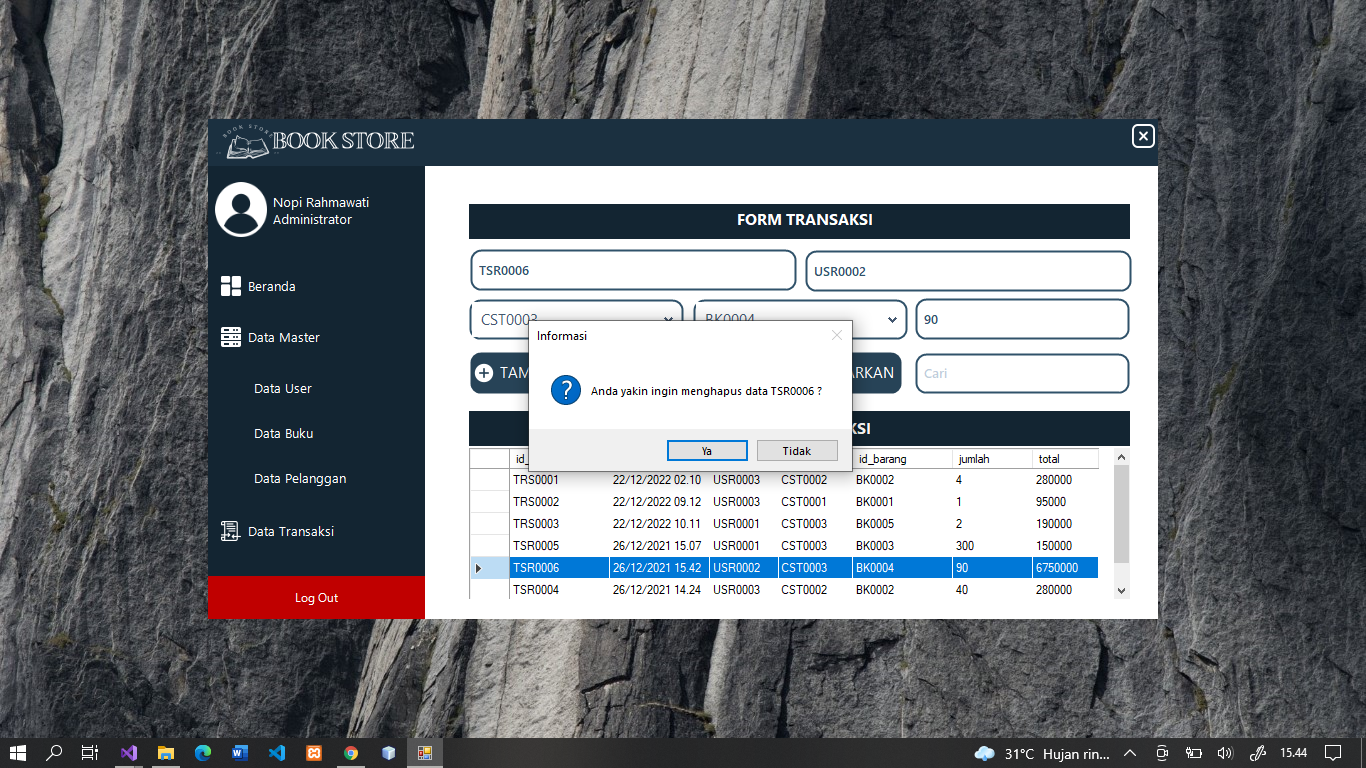 BOOK STORE
BOOK STORE
Nopi Rahmawati
Administrator
Beranda
Data Master
Data User
Data Buku
Data Pelanggan
Data Transaksi
Log Out
FORM TRANSAKSI
TSR0006
USR0002
CST0003
BK0004
90
TAM
ARKAN
Cari
KSI
Informasi
Anda yakin ingin menghapus data TSR0006 ?
Ya
Tidak
id_ id_barang jumlah total
TRS0001 22/12/2022 02.10 USR0003 CST0002 BK0002 4 280000
TRS0002 22/12/2022 09.12 USR0003 CST0001 BK0001 1 95000
TRS0003 22/12/2022 10.11 USR0001 CST0003 BK0005 2 190000
TSR0005 26/12/2021 15.07 USR0001 CST0003 BK0003 300 150000
TSR0006 26/12/2021 15.42 USR0002 CST0003 BK0004 90 6750000
TSR0004 26/12/2021 14.24 USR0003 CST0002 BK0002 40 280000
31°C Hujan rin... 15.44